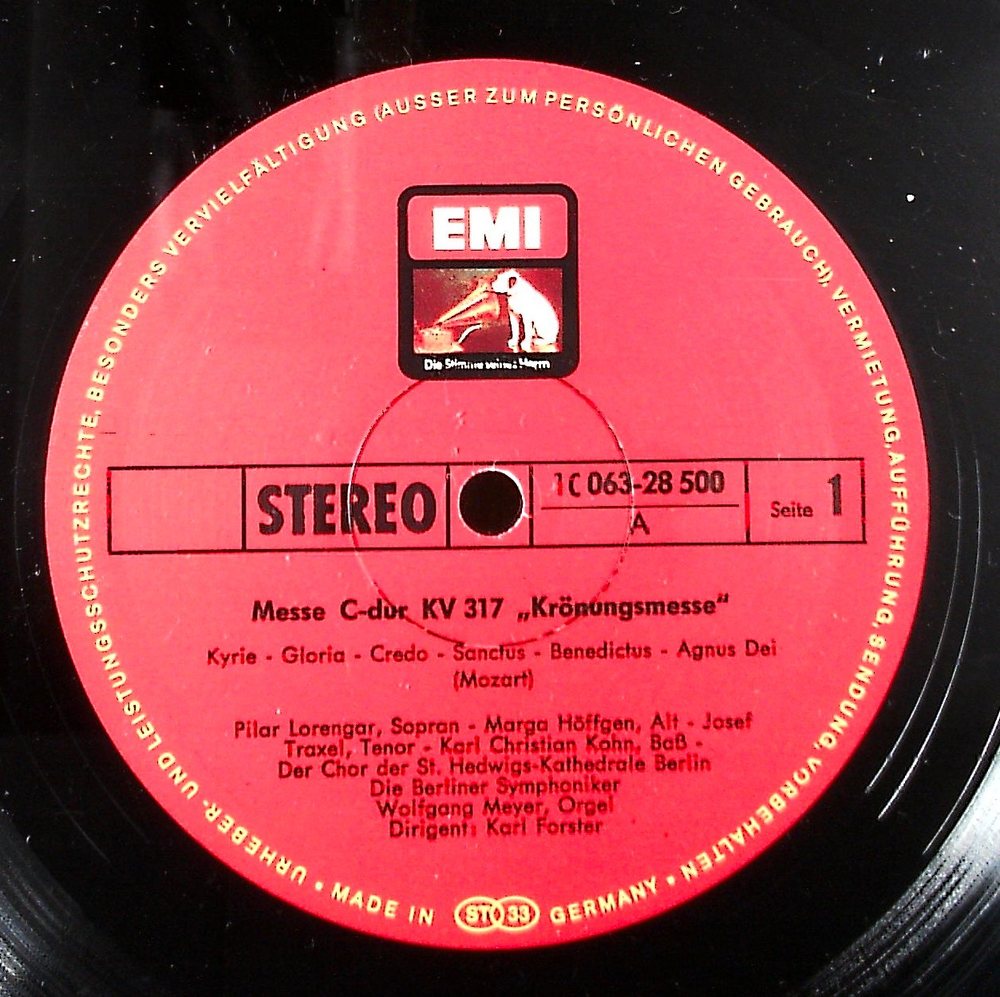 URHEBER- UND LEISTUNGSSCHUTZRECHTE, BESONDERS VERVIELFÄLTIGUNG (AUSSER ZUM PERSÖNLICHEN GEBRAUCH), VERMIETUNG, AUFFÜHRUNG, SENDUNG, VORBEHALTEN •
EMI
Die Stimme seines Herrn
STEREO
1C 063-28 500
A
Seite 1
Messe C-dur KV 317 „Krönungsmesse“
Kyrie - Gloria - Credo - Sanctus - Benedictus - Agnus Dei
(Mozart)
Pilar Lorengar, Sopran - Marga Höffgen, Alt - Josef
Traxel, Tenor - Karl Christian Kohn, Baß -
Der Chor der St. Hedwigs-Kathedrale Berlin
Die Berliner Symphoniker
Wolfgang Meyer, Orgel
Dirigent: Karl Forster
• MADE IN ST 33 GERMANY